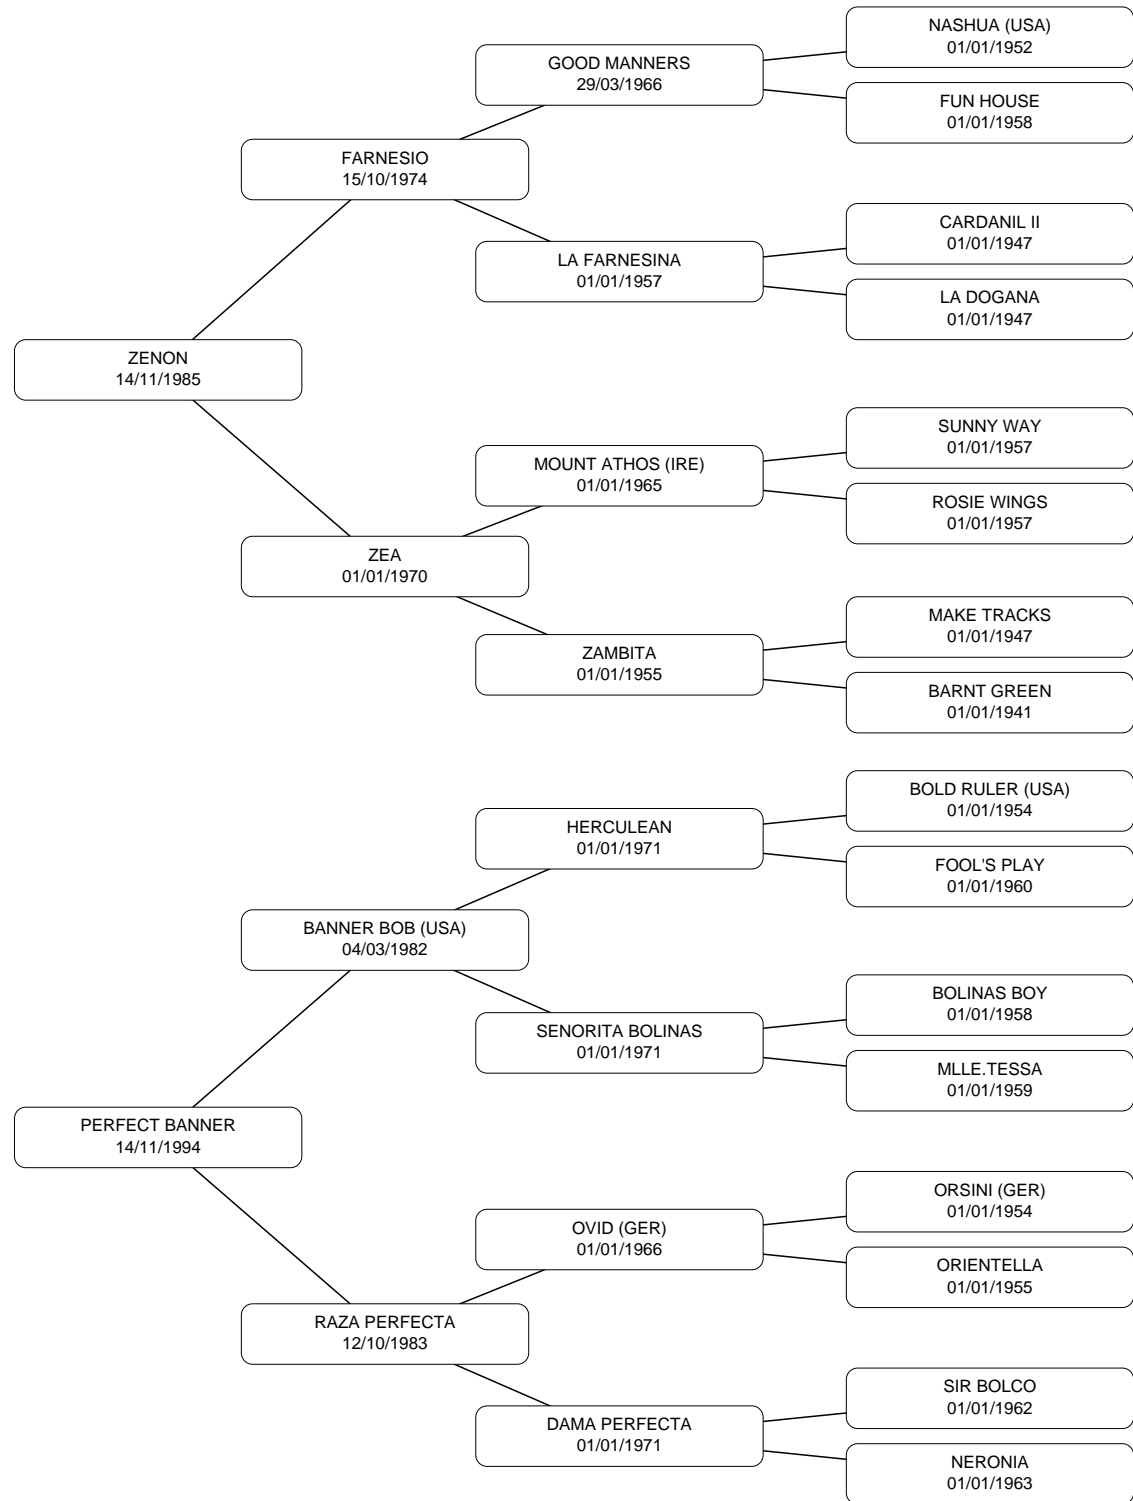 NASHUA (USA)
01/01/1952
GOOD MANNERS
29/03/1966
FUN HOUSE
01/01/1958
FARNESIO
15/10/1974
CARDANIL II
01/01/1947
LA FARNESINA
01/01/1957
LA DOGANA
01/01/1947
ZENON
14/11/1985
SUNNY WAY
01/01/1957
MOUNT ATHOS (IRE)
01/01/1965
ROSIE WINGS
01/01/1957
ZEA
01/01/1970
MAKE TRACKS
01/01/1947
ZAMBITA
01/01/1955
BARNT GREEN
01/01/1941
BOLD RULER (USA)
01/01/1954
HERCULEAN
01/01/1971
FOOL'S PLAY
01/01/1960
BANNER BOB (USA)
04/03/1982
BOLINAS BOY
01/01/1958
SENORITA BOLINAS
01/01/1971
MLLE.TESSA
01/01/1959
PERFECT BANNER
14/11/1994
ORSINI (GER)
01/01/1954
OVID (GER)
01/01/1966
ORIENTELLA
01/01/1955
RAZA PERFECTA
12/10/1983
SIR BOLCO
01/01/1962
DAMA PERFECTA
01/01/1971
NERONIA
01/01/1963